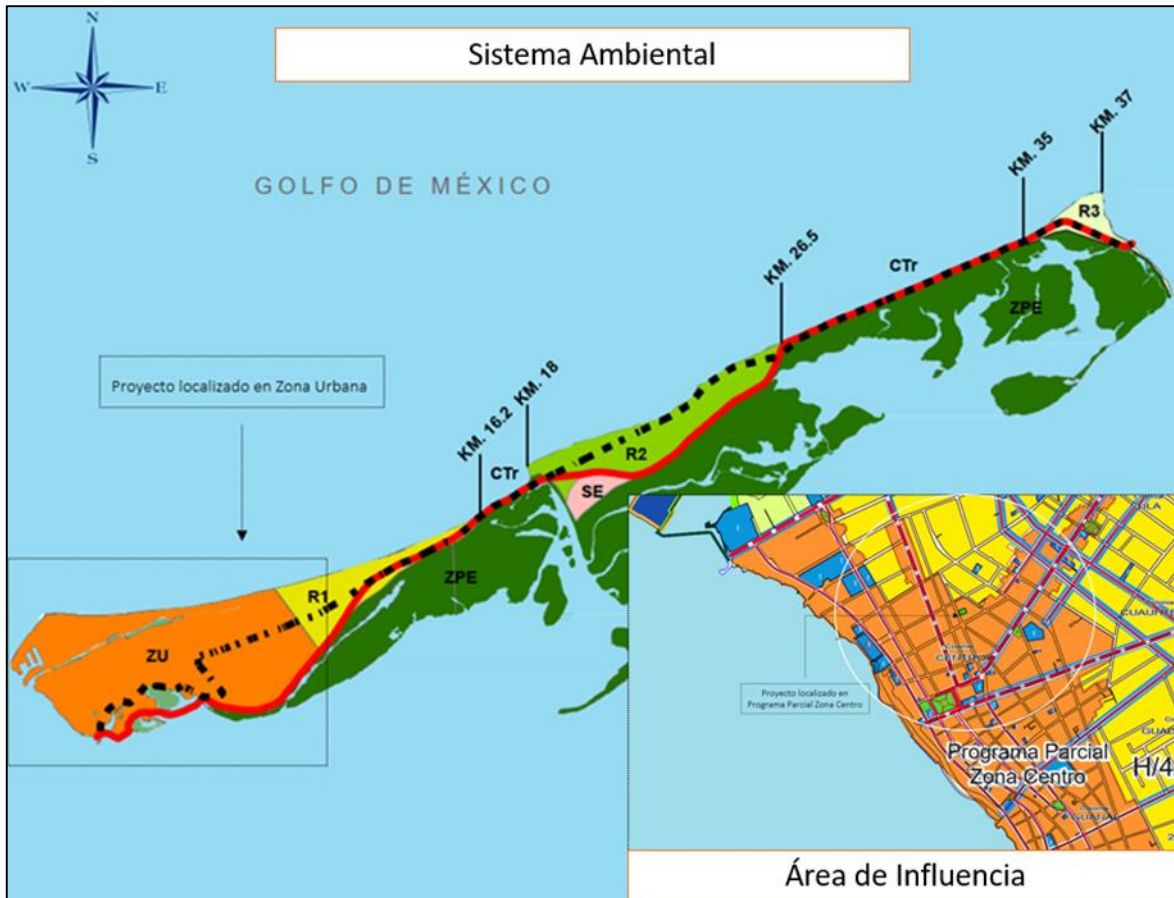 Sistema Ambiental
N
W
E
S
GOLFO DE MÉXICO
KM. 37
KM. 35
R3
KM. 26.5
CTr
ZPE
Proyecto localizado en Zona Urbana
KM. 18
KM. 16.2
CTr
R2
SE
ZPE
R1
ZU
CENTRO
Proyecto localizado en
Programa Parcial Zona Centro
Programa Parcial
Zona Centro
H/4
Área de Influencia